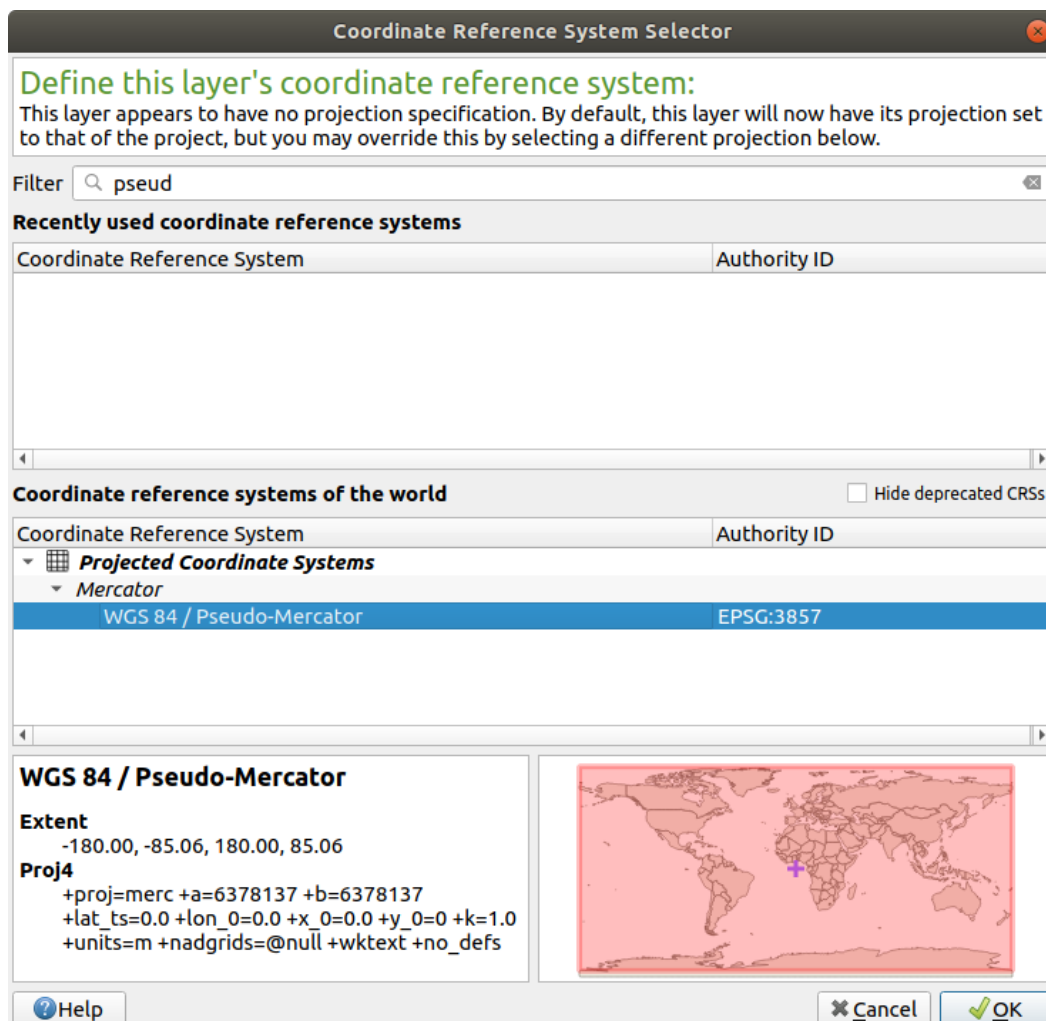 Coordinate Reference System Selector
Define this layer's coordinate reference system:
This layer appears to have no projection specification. By default, this layer will now have its projection set
to that of the project, but you may override this by selecting a different projection below.
Filter pseud
Recently used coordinate reference systems
Coordinate Reference System Authority ID
Coordinate reference systems of the world Hide deprecated CRSs
Coordinate Reference System Authority ID
Projected Coordinate Systems
Mercator
WGS 84 / Pseudo-Mercator EPSG:3857
WGS 84 / Pseudo-Mercator
Extent
-180.00, -85.06, 180.00, 85.06
Proj4
+proj=merc +a=6378137 +b=6378137
+lat_ts=0.0 +lon_0=0.0 +x_0=0.0 +y_0=0 +k=1.0
+units=m +nadgrids=@null +wktext +no_defs
Help Cancel OK